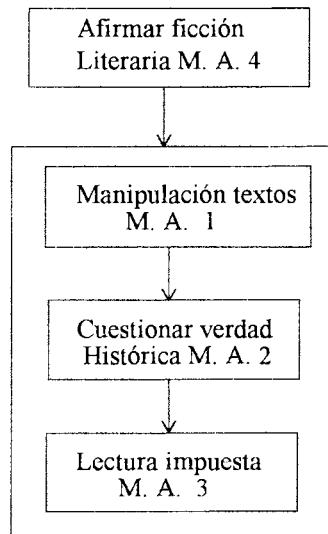 Afirmar ficción
Literaria M. A. 4
Manipulación textos
M. A. 1
Cuestionar verdad
Histórica M. A. 2
Lectura impuesta
M. A. 3